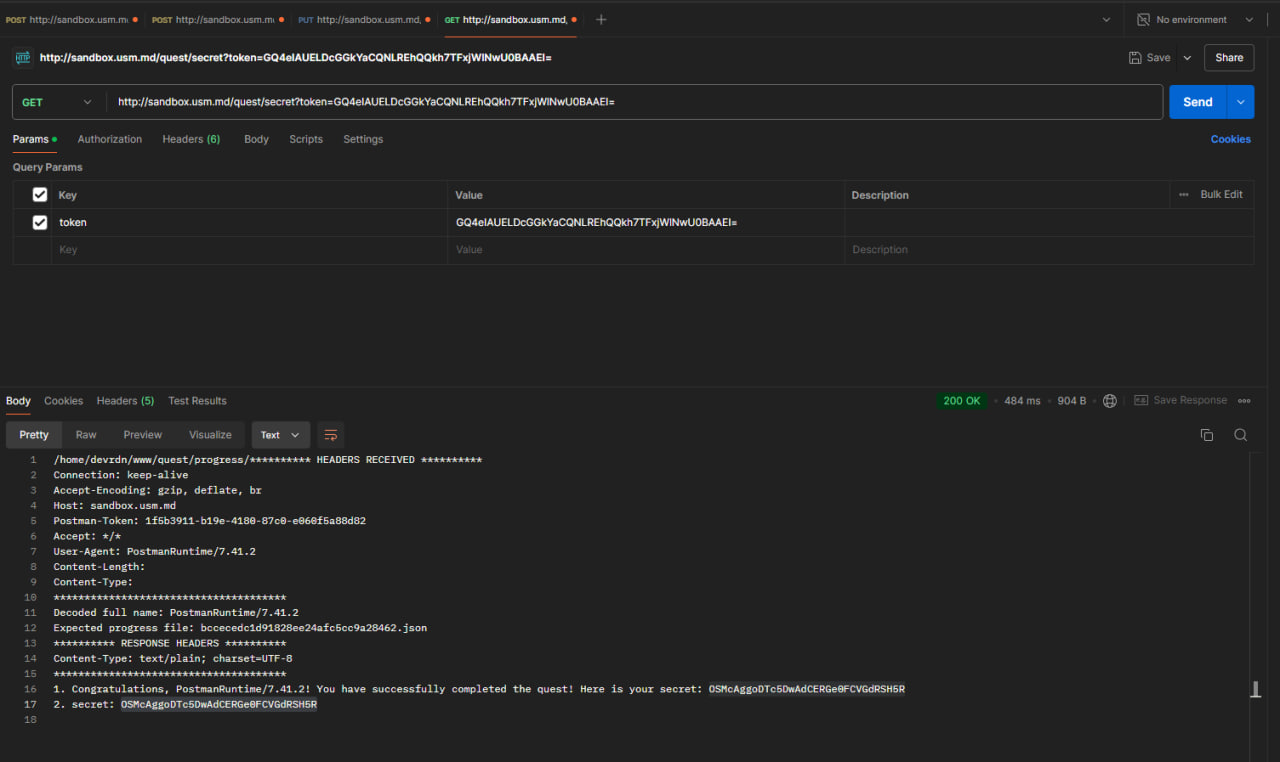 POST http://sandbox.usm.m
POST http://sandbox.usm.m
PUT http://sandbox.usm.md,
GET http://sandbox.usm.md,
No environment
HTTP http://sandbox.usm.md/quest/secret?token=GQ4eIAUELDcGGkYaCQNLREhQQkh7TFxjWlNwU0BAAEI=
Save
Share
GET
http://sandbox.usm.md/quest/secret?token=GQ4eIAUELDcGGkYaCQNLREhQQkh7TFxjWlNwU0BAAEI=
Send
Params
Authorization
Headers (6)
Body
Scripts
Settings
Cookies
Query Params
Key
Value
Description
Bulk Edit
token
GQ4eIAUELDcGGkYaCQNLREhQQkh7TFxjWlNwU0BAAEI=
Key
Value
Description
Body
Cookies
Headers (5)
Test Results
200 OK
484 ms
904 B
Save Response
Pretty
Raw
Preview
Visualize
Text
1 /home/devrdn/www/quest/progress/********** HEADERS RECEIVED **********
2 Connection: keep-alive
3 Accept-Encoding: gzip, deflate, br
4 Host: sandbox.usm.md
5 Postman-Token: 1f5b3911-b19e-4180-87c0-e060f5a88d82
6 Accept: */*
7 User-Agent: PostmanRuntime/7.41.2
8 Content-Length:
9 Content-Type:
10 **************************************
11 Decoded full name: PostmanRuntime/7.41.2
12 Expected progress file: bccecedc1d91828ee24afc5cc9a28462.json
13 ********** RESPONSE HEADERS **********
14 Content-Type: text/plain; charset=UTF-8
15 **************************************
16 1. Congratulations, PostmanRuntime/7.41.2! You have successfully completed the quest! Here is your secret: OSMcAggoDTc5DwAdCERGe0FCVGdRSH5R
17 2. secret: OSMcAggoDTc5DwAdCERGe0FCVGdRSH5R
18